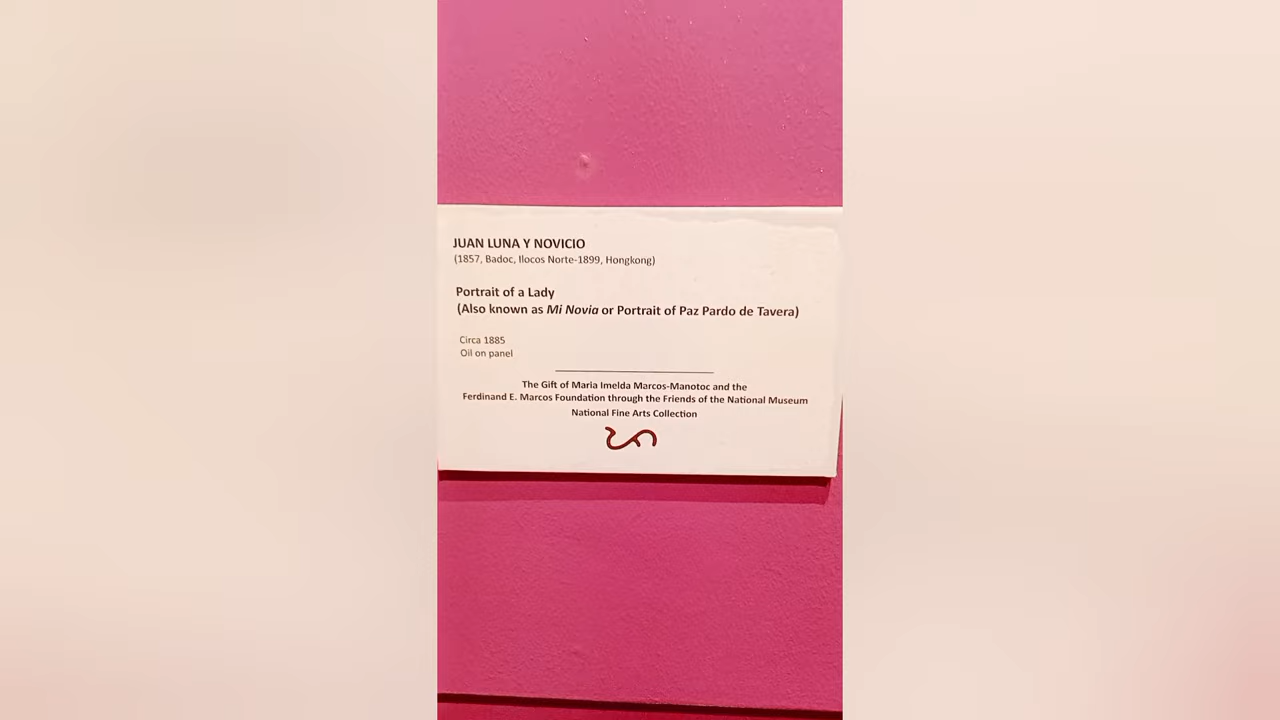 JUAN LUNA Y NOVICIO
(1857, Badoc, Ilocos Norte-1899, Hongkong)
Portrait of a Lady
(Also known as Mi Novia or Portrait of Paz Pardo de Tavera)
Circa 1885
Oil on panel
The Gift of Maria Imelda Marcos-Manotoc and the
Ferdinand E. Marcos Foundation through the Friends of the National Museum
National Fine Arts Collection